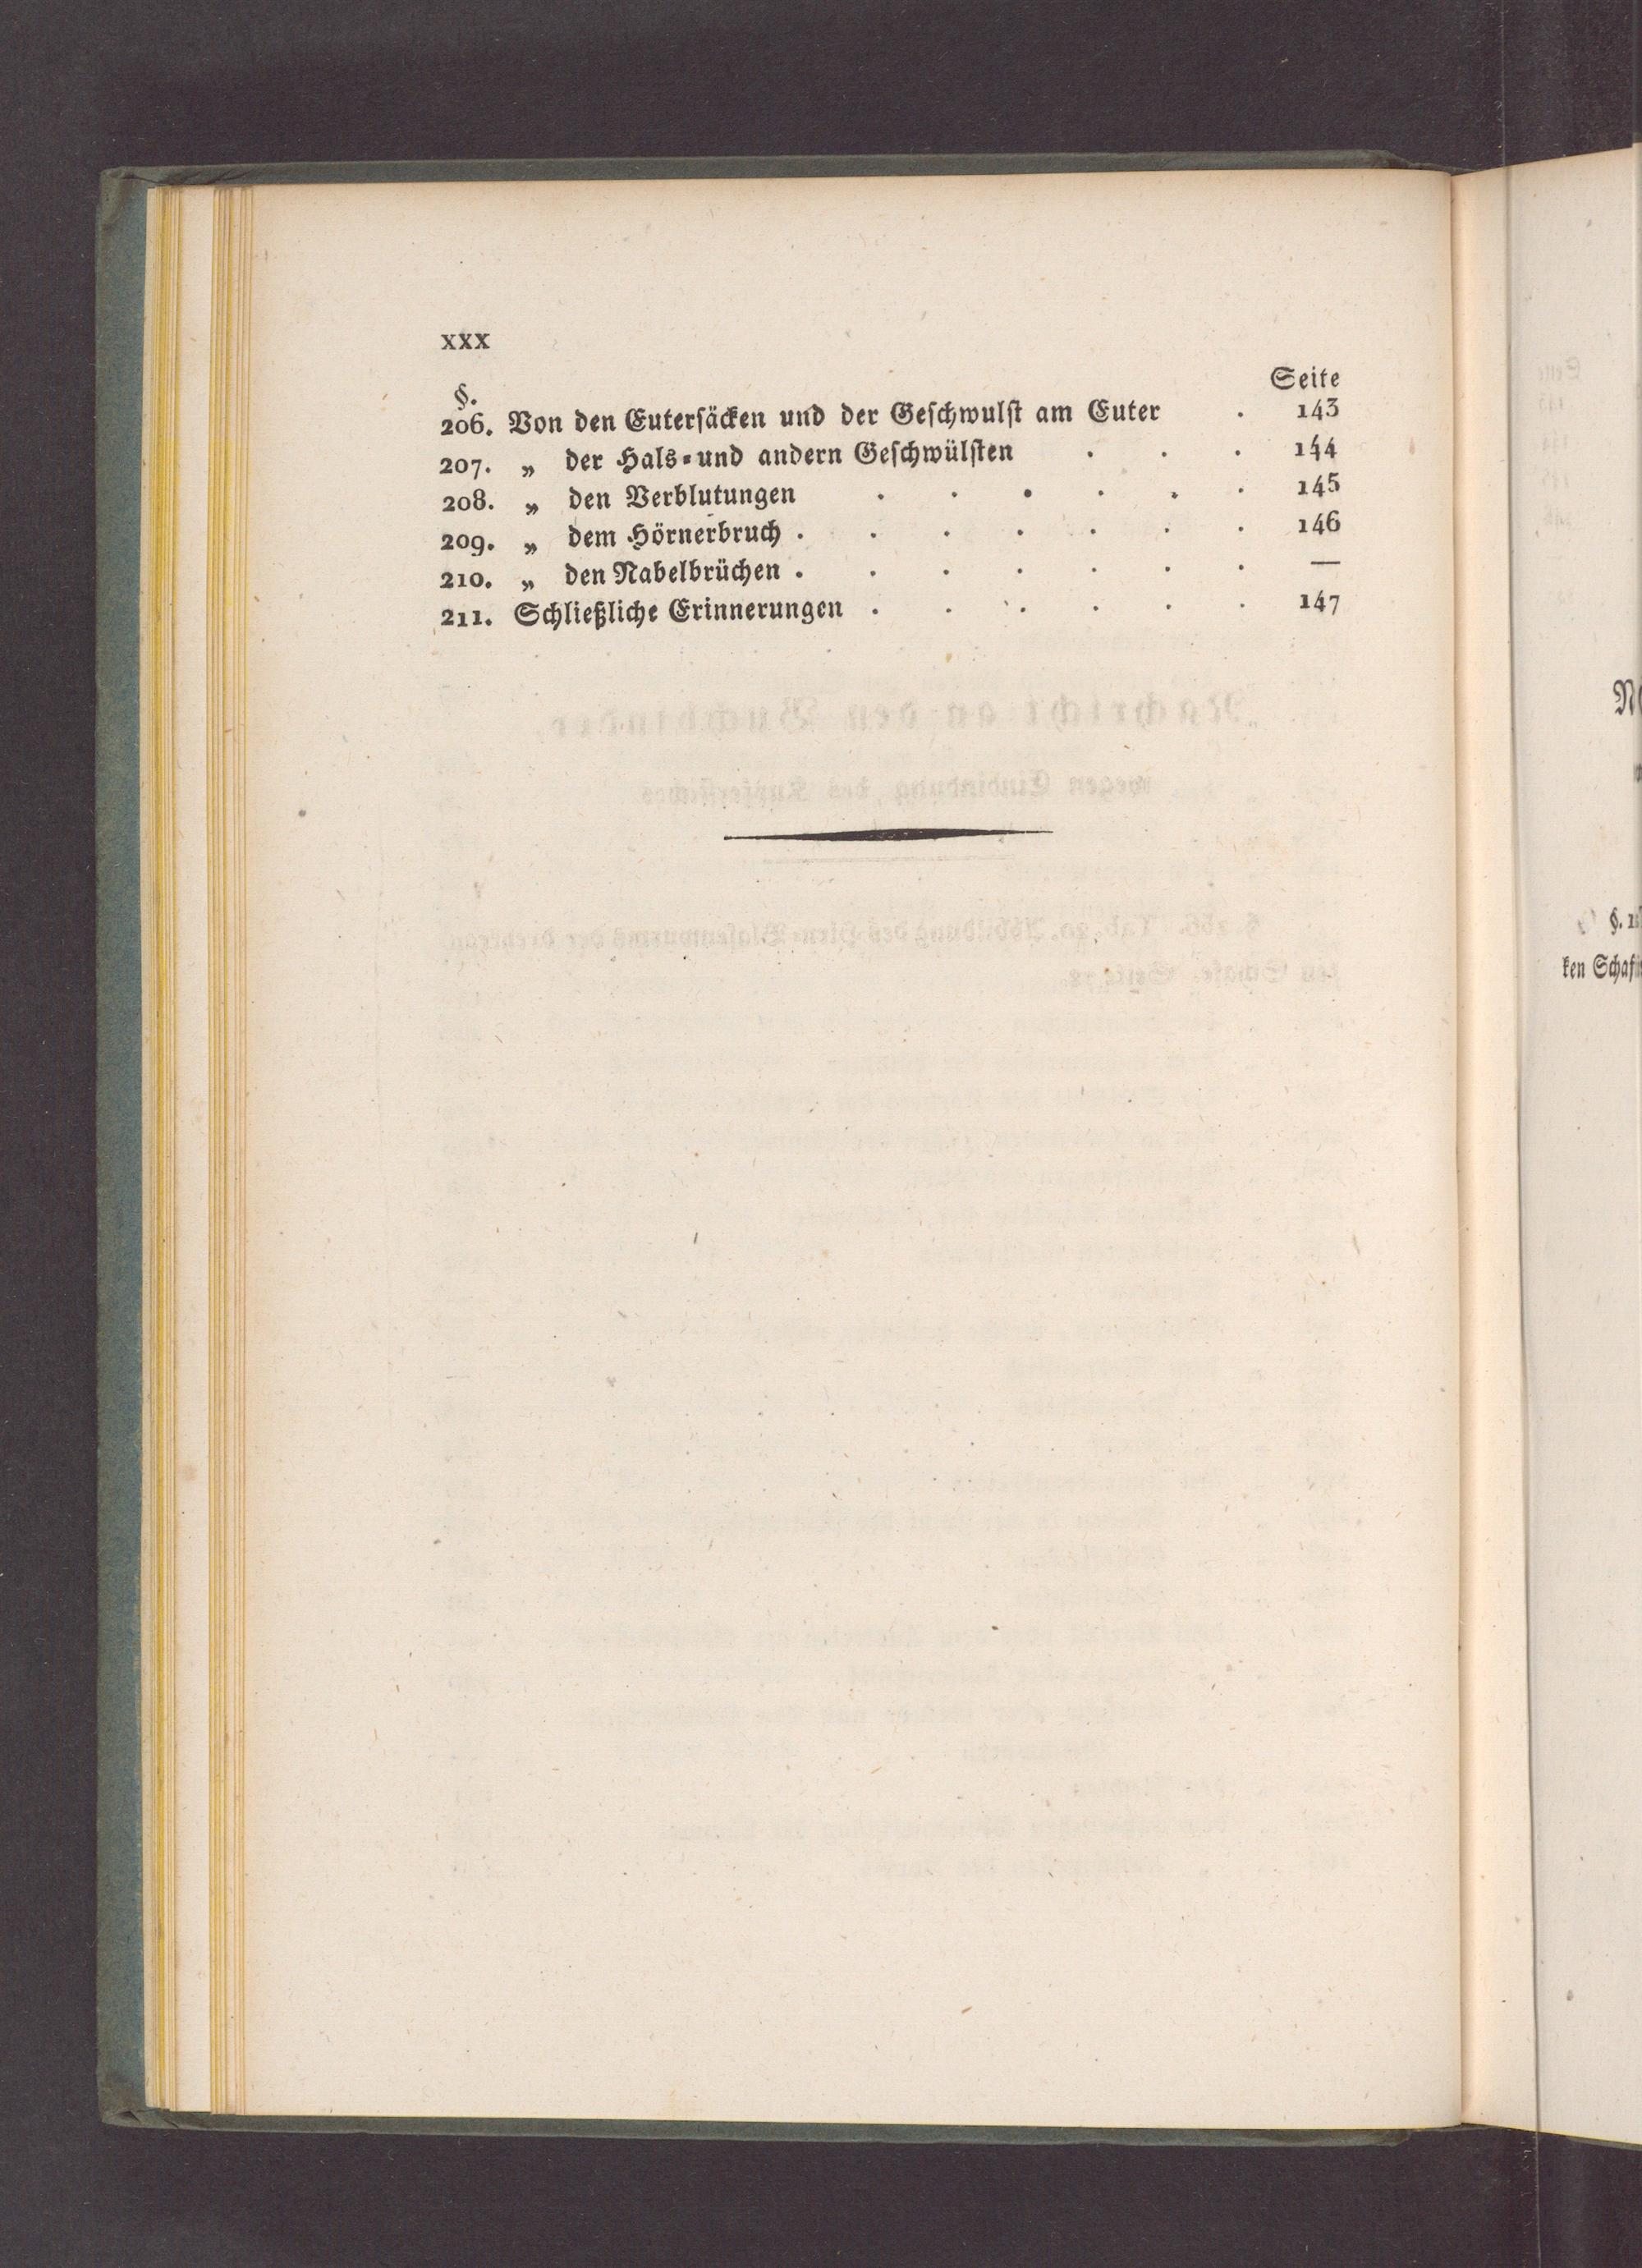 xxx
§. Seite
206. Von den Euterſäcken und der Geſchwulſt am Euter . 143
207. „ der Hals-und andern Geſchwülſten . . . 144
208. „ den Verblutungen . . . . . . 145
209. „ dem Hörnerbruch . . . . . . . 146
210. „ den Nabelbrüchen . . . . . . . —
211. Schließliche Erinnerungen . . . . . . 147
ken